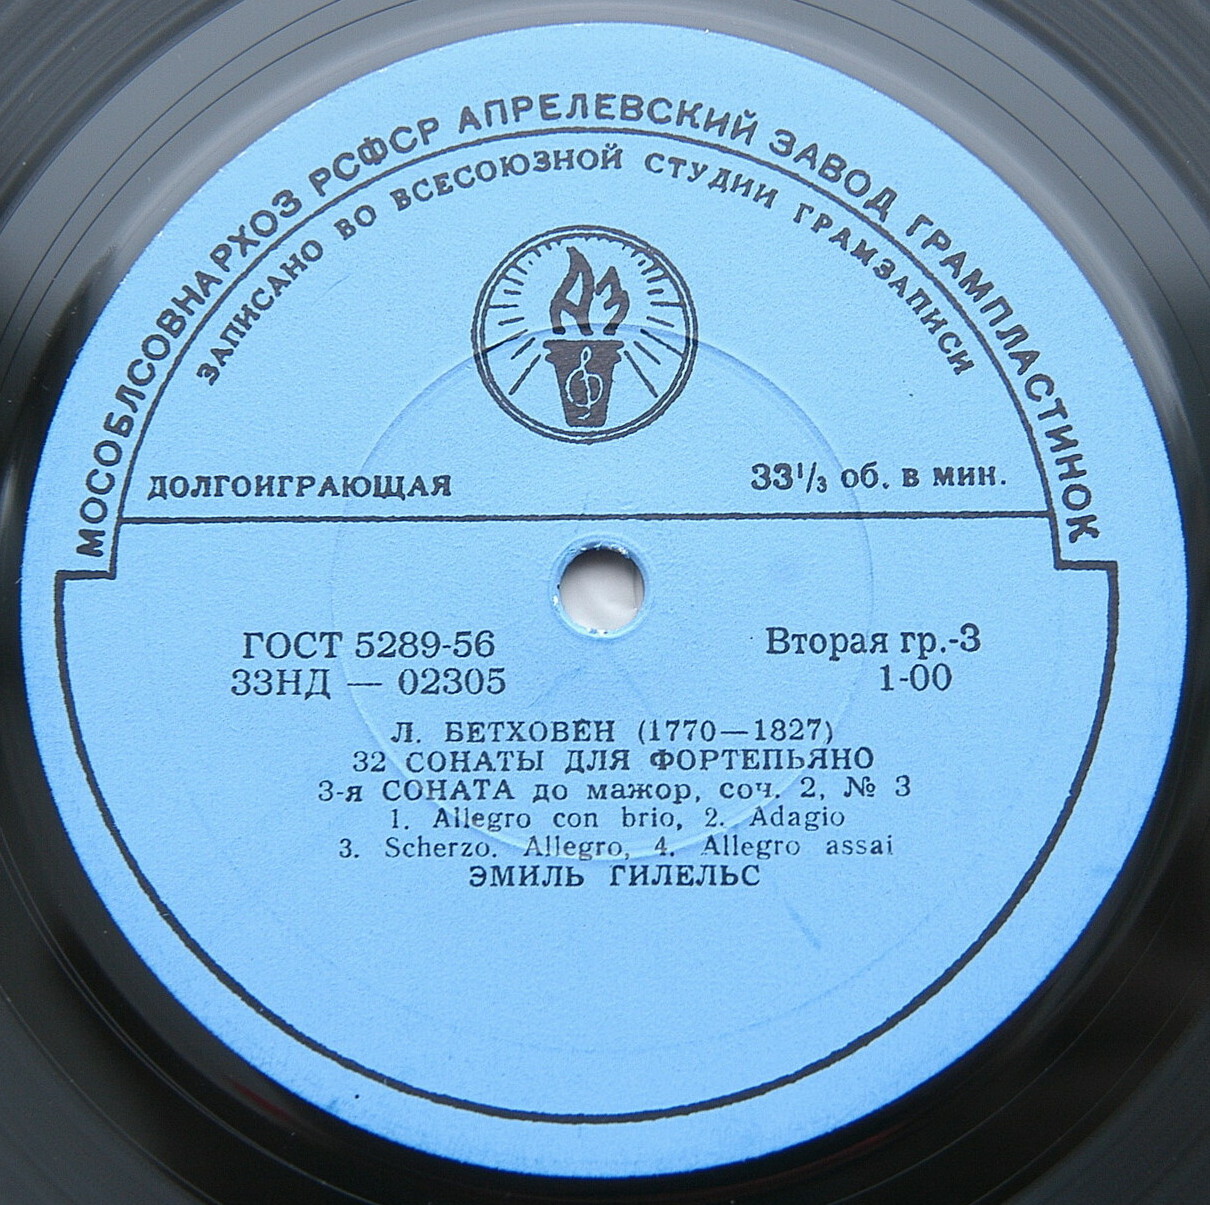 МОСОБЛСОВНАРХОЗ РСФСР АПРЕЛЕВСКИЙ ЗАВОД ГРАМПЛАСТИНОК
ЗАПИСАНО ВО ВСЕСОЮЗНОЙ СТУДИИ ГРАМЗАПИСИ
АЗ
ДОЛГОИГРАЮЩАЯ 33⅓ об. в мин.
ГОСТ 5289-56 Вторая гр.-3
33НД — 02305 1-00
Л. БЕТХОВЕН (1770—1827)
32 СОНАТЫ ДЛЯ ФОРТЕПЬЯНО
3-я СОНАТА до мажор, соч. 2, № 3
1. Allegro con brio, 2. Adagio
3. Scherzo. Allegro, 4. Allegro assai
ЭМИЛЬ ГИЛЕЛЬС